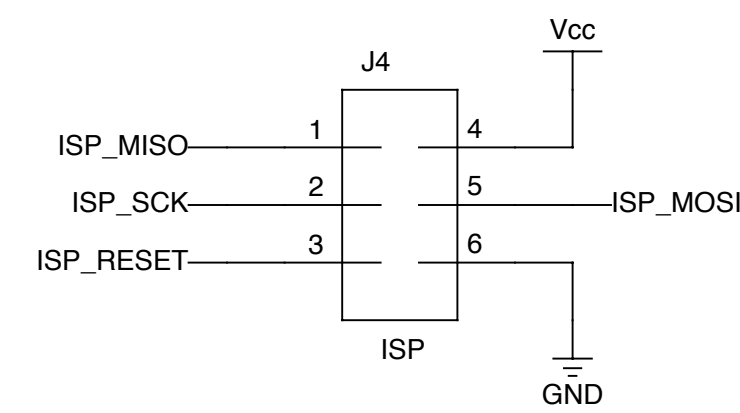 Vcc
J4
ISP_MISO 1 4
ISP_SCK 2 5 ISP_MOSI
ISP_RESET 3 6
ISP
GND